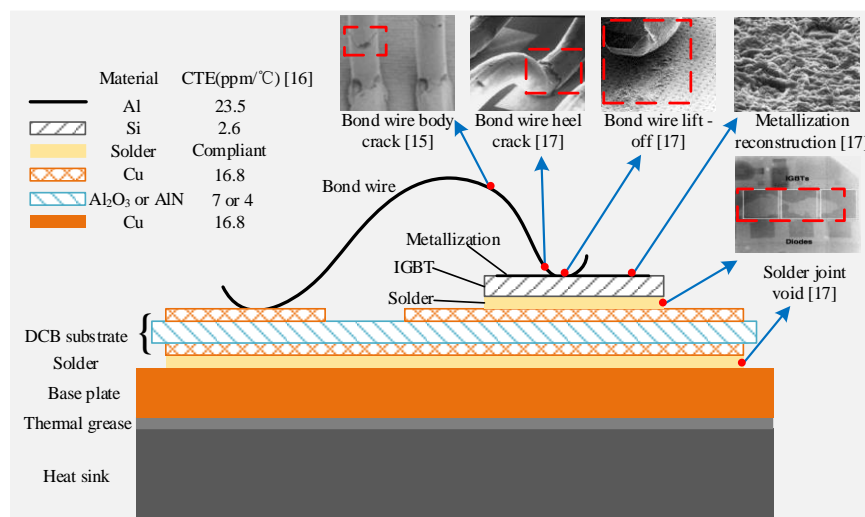 Material CTE(ppm/℃) [16]
Al 23.5
Si 2.6
Solder Compliant
Cu 16.8
Al₂O₃ or AlN 7 or 4
Cu 16.8
Bond wire body
crack [15]
Bond wire heel
crack [17]
Bond wire lift -
off [17]
Metallization
reconstruction [17]
IGBTs
Diodes
Solder joint
void [17]
Bond wire
Metallization
IGBT
Solder
DCB substrate
Solder
Base plate
Thermal grease
Heat sink